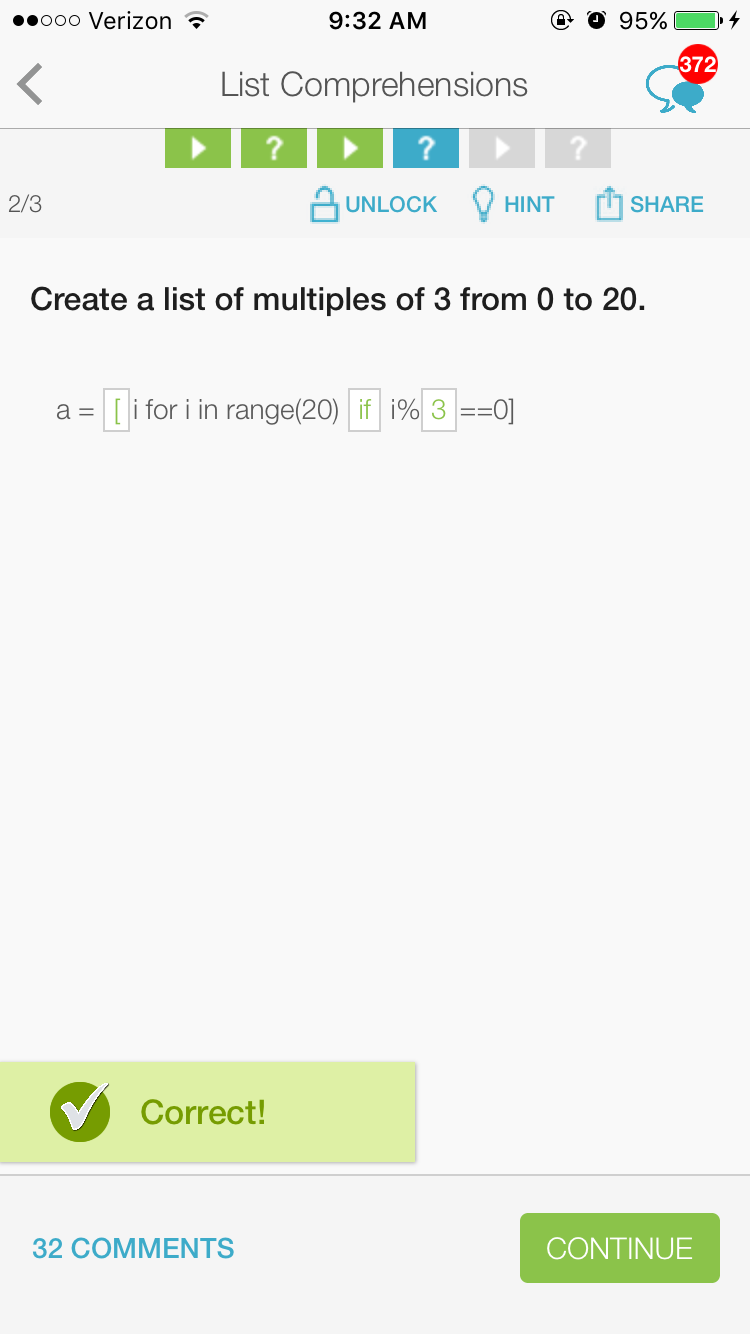 Verizon 9:32 AM 95%
List Comprehensions 372
? ? ?
2/3 UNLOCK HINT SHARE
Create a list of multiples of 3 from 0 to 20.
a = [ i for i in range(20) if i% 3 ==0]
Correct!
32 COMMENTS CONTINUE